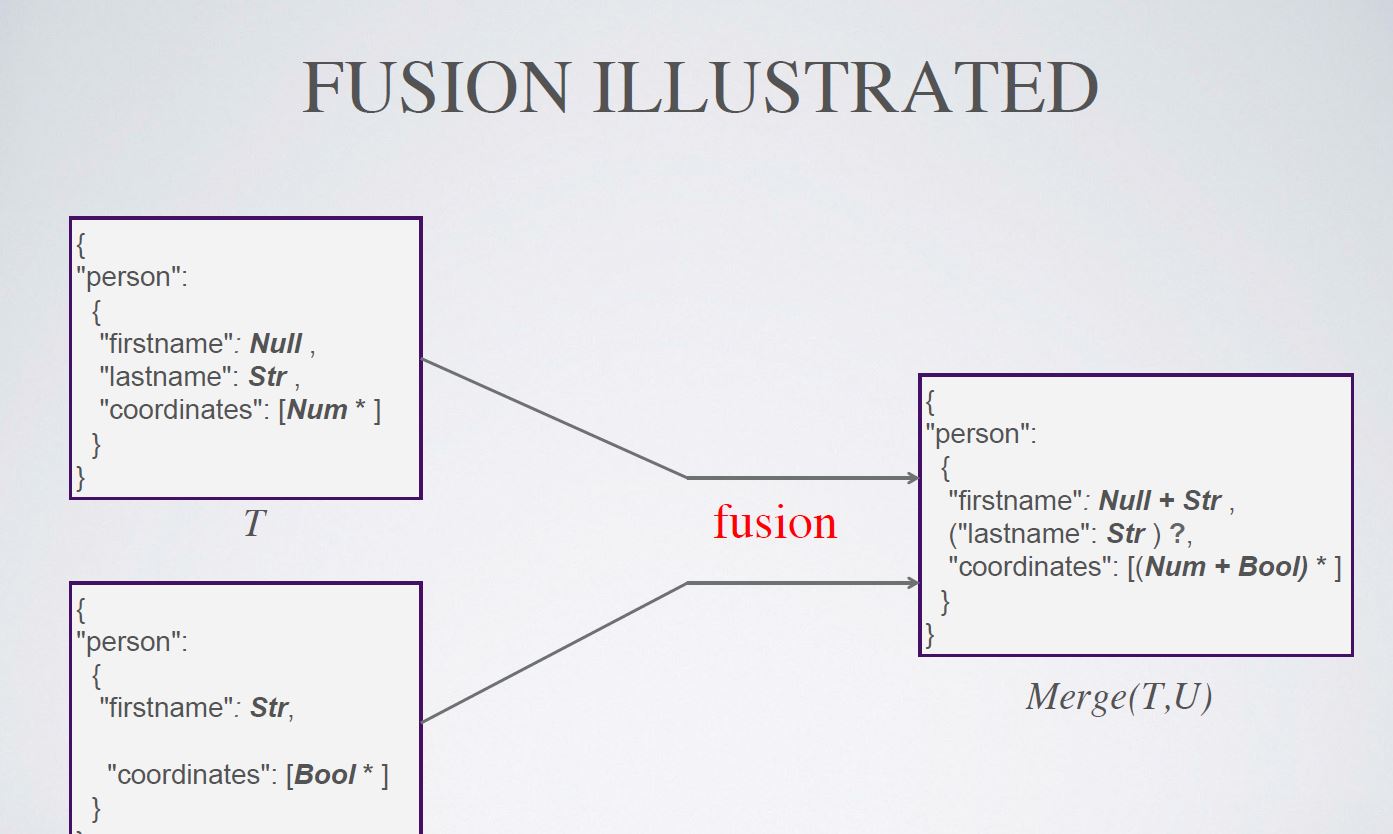 FUSION ILLUSTRATED
{
"person":
{
"firstname": Null ,
"lastname": Str ,
"coordinates": [Num * ]
}
}
T
{
"person":
{
"firstname": Str,
"coordinates": [Bool * ]
}
fusion
{
"person":
{
"firstname": Null + Str ,
("lastname": Str ) ?,
"coordinates": [(Num + Bool) * ]
}
}
Merge(T,U)